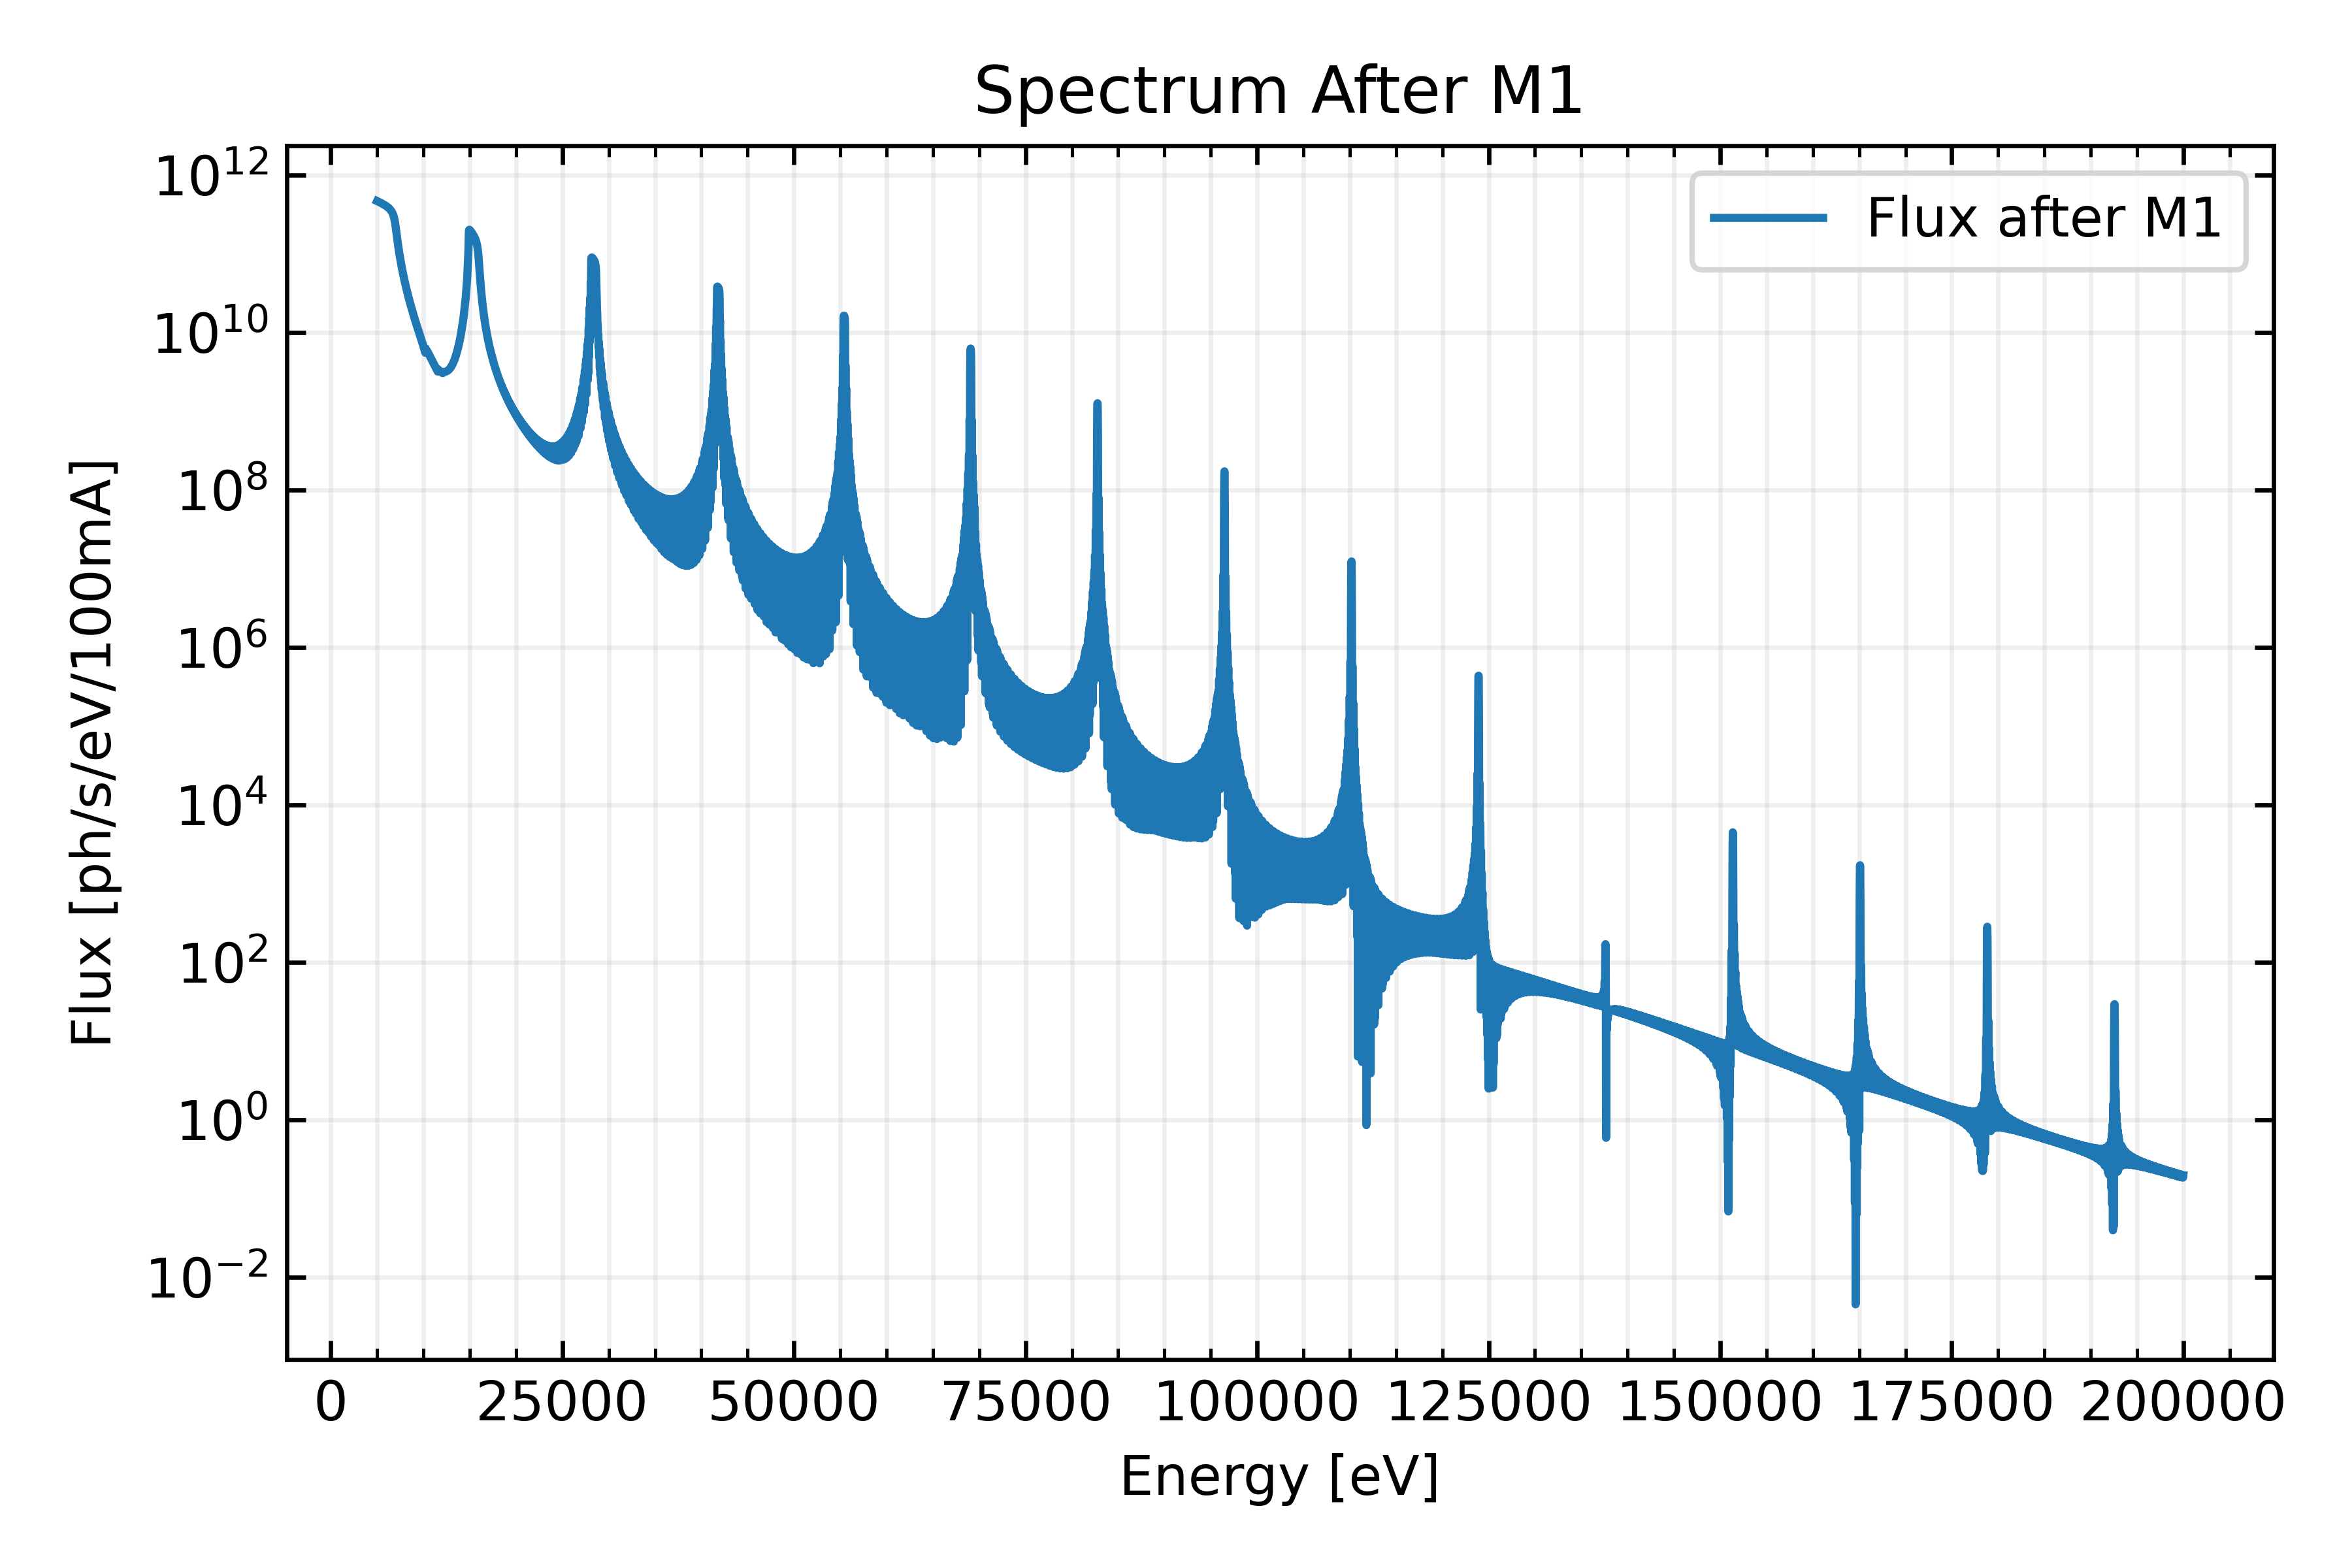 Spectrum After M1
Flux after M1
Flux [ph/s/eV/100mA]
10¹²
10¹⁰
10⁸
10⁶
10⁴
10²
10⁰
10⁻²
0 25000 50000 75000 100000 125000 150000 175000 200000
Energy [eV]